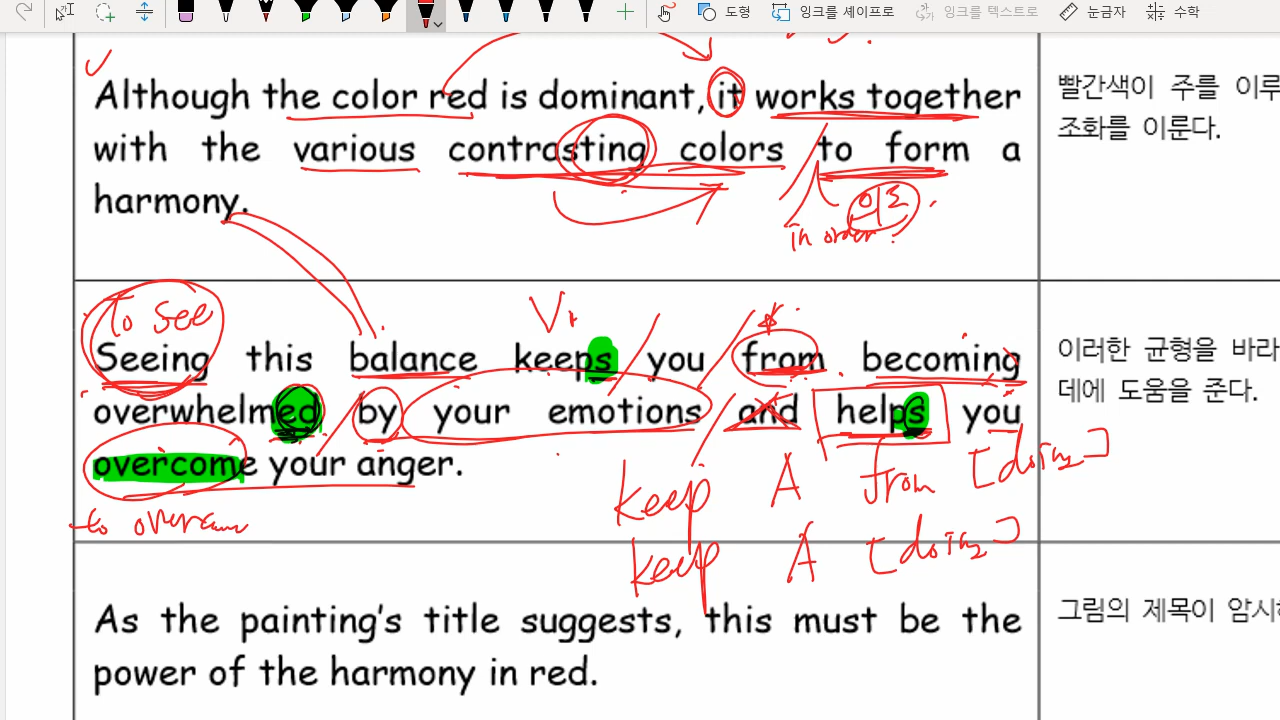 도형 잉크를 셰이프로 잉크를 텍스트로 눈금자 수학
Although the color red is dominant, it works together
with the various contrasting colors to form a
harmony.
의도
in order
빨간색이 주를 이루
조화를 이룬다.
To see
V
Seeing this balance keeps you from becoming
overwhelmed by your emotions and helps you
overcome your anger.
to overcome
keep A from [doing]
keep A [doing]
이러한 균형을 바라
데에 도움을 준다.
As the painting's title suggests, this must be the
power of the harmony in red.
그림의 제목이 암시하